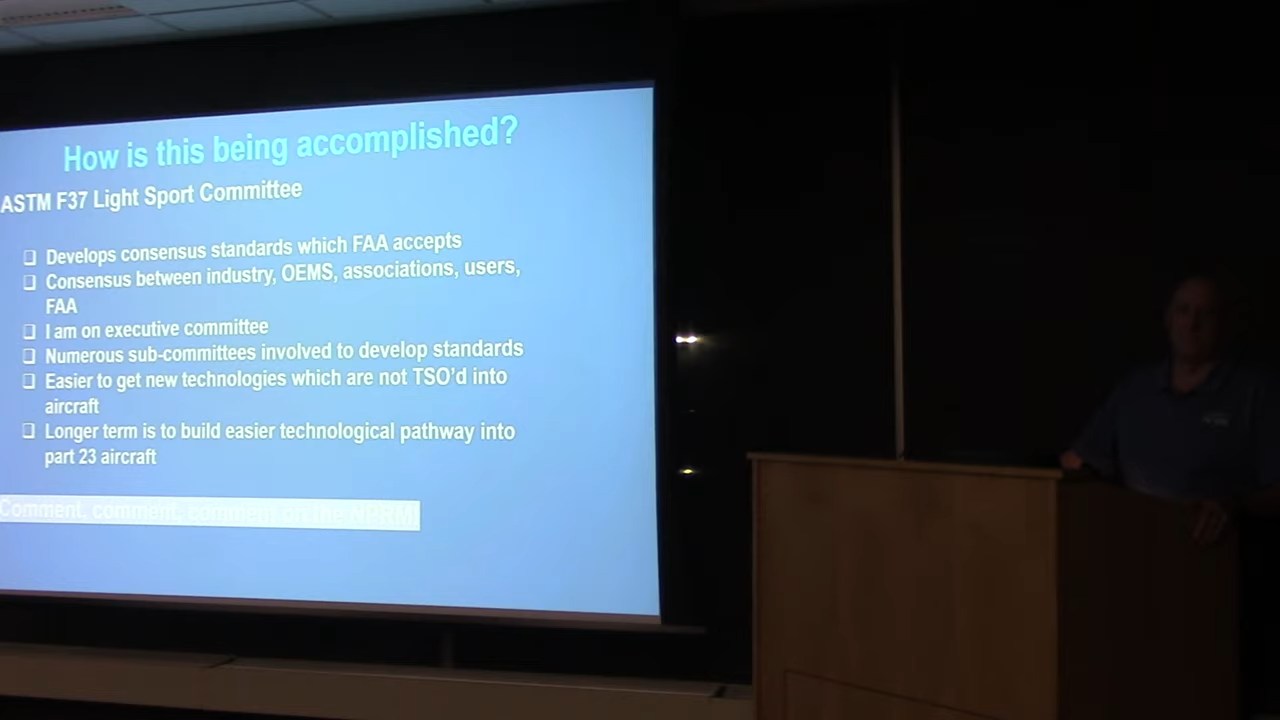 How is this being accomplished?
ASTM F37 Light Sport Committee
❑ Develops consensus standards which FAA accepts
❑ Consensus between industry, OEMS, associations, users,
FAA
❑ I am on executive committee
❑ Numerous sub-committees involved to develop standards
❑ Easier to get new technologies which are not TSO'd into
aircraft
❑ Longer term is to build easier technological pathway into
part 23 aircraft
Comment, comment, comment on the NPRM